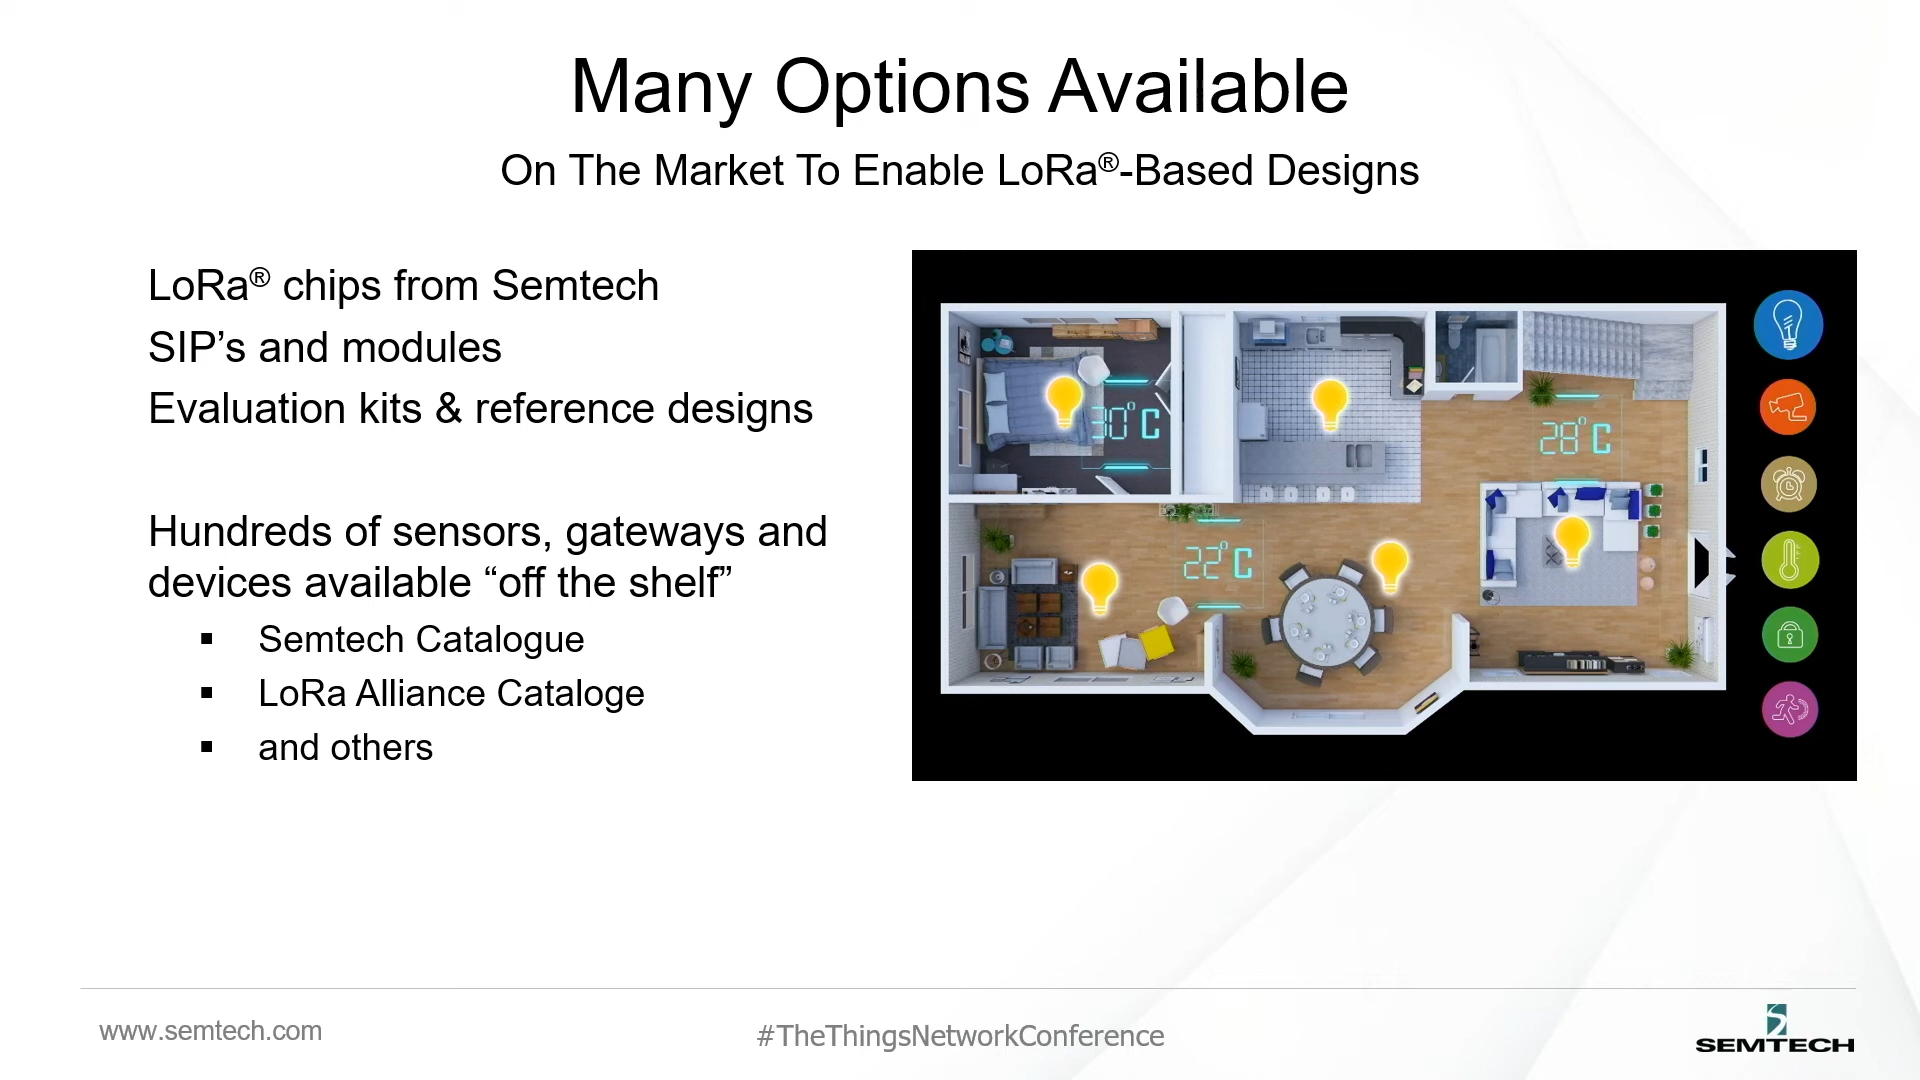 Many Options Available
On The Market To Enable LoRa®-Based Designs
LoRa® chips from Semtech
SIP’s and modules
Evaluation kits & reference designs
Hundreds of sensors, gateways and
devices available “off the shelf”
▪ Semtech Catalogue
▪ LoRa Alliance Cataloge
▪ and others
30°C
28°C
22°C
www.semtech.com
#TheThingsNetworkConference
SEMTECH